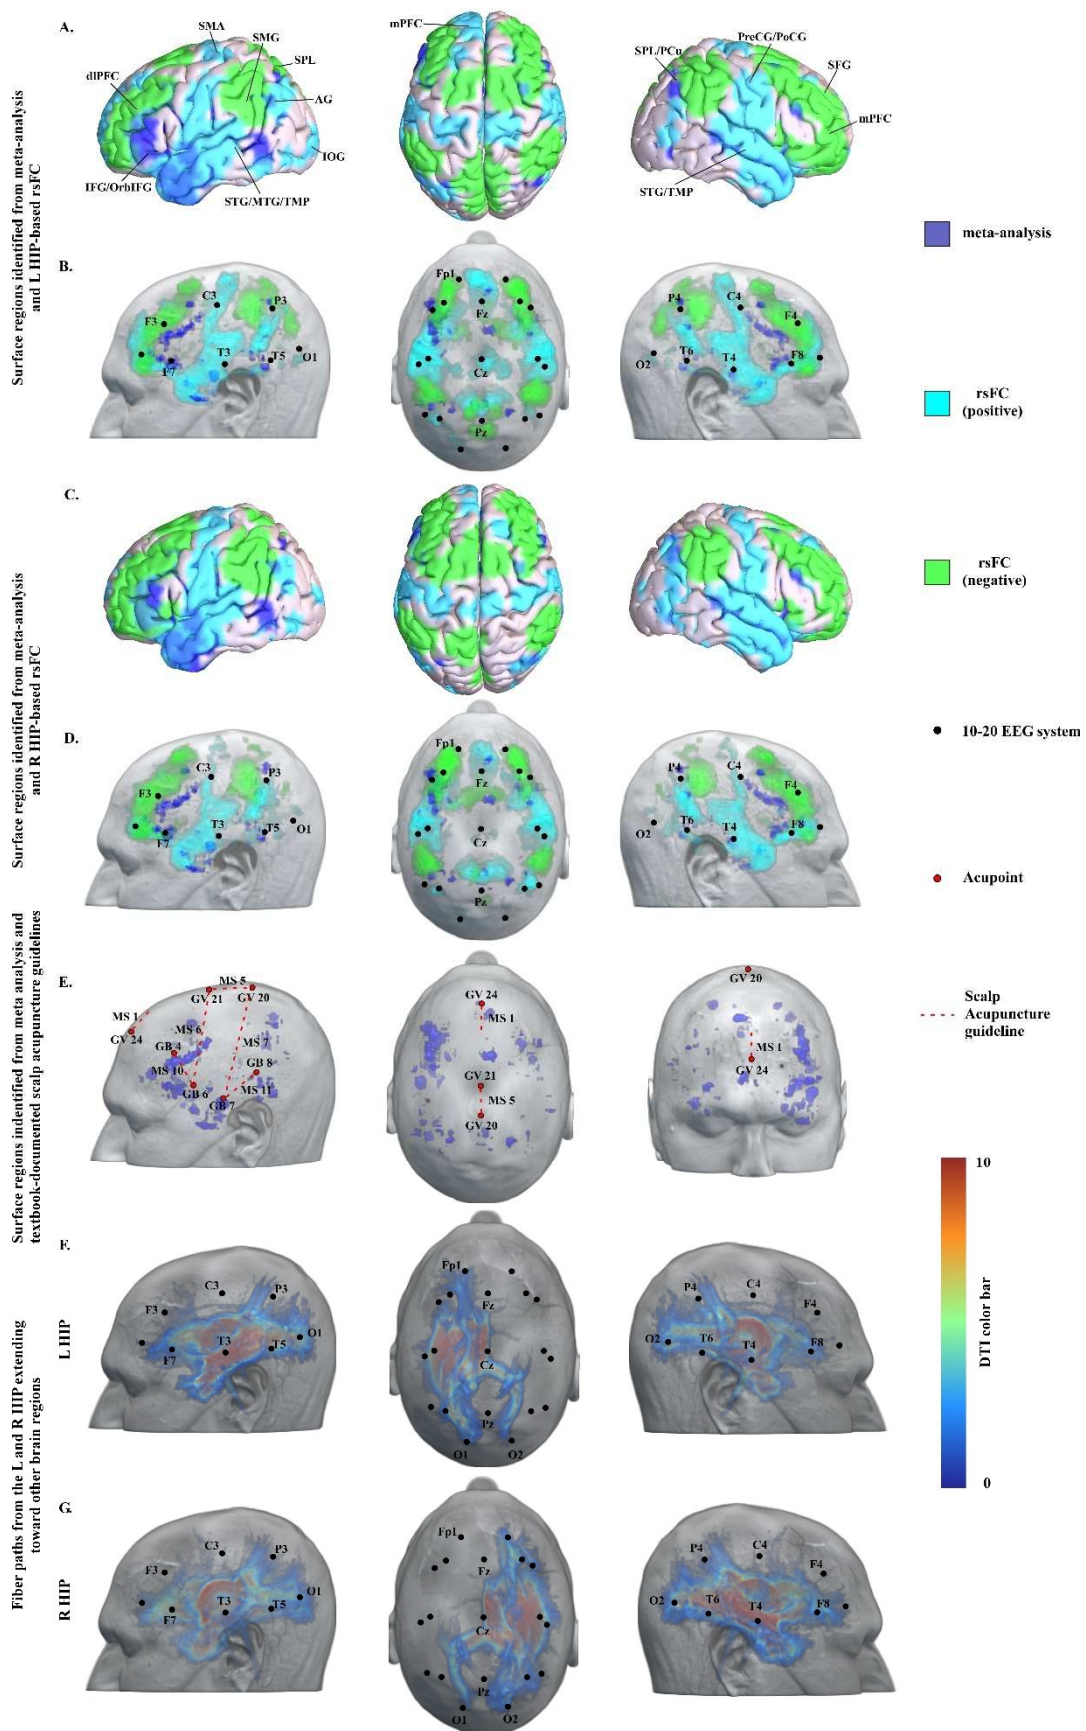 A.
SMA
SMG
SPL
dlPFC
AG
IOG
IFG/OrbIFG
STG/MTG/TMP
mPFC
PreCG/PoCG
SPL/PCu
SFG
mPFC
STG/TMP
Surface regions identified from meta-analysis
and L HIP-based rsFC
B.
C3
P3
F3
T3
T5
O1
F7
Fp1
Fz
Cz
Pz
P4
C4
F4
O2
T6
T4
F8
meta-analysis
rsFC
(positive)
rsFC
(negative)
10-20 EEG system
Acupoint
Scalp
Acupuncture
guideline
C.
Surface regions identified from meta-analysis
and R HIP-based rsFC
D.
C3
P3
F3
T3
T5
O1
F7
Fp1
Fz
Cz
Pz
P4
C4
F4
O2
T6
T4
F8
Surface regions indentified from meta analysis and
textbook-documented scalp acupuncture guidelines
E.
MS 5
GV 21
GV 20
MS 1
GV 24
MS 6
GB 4
MS 7
MS 10
GB 8
GB 6
MS 11
GB 7
GV 24
MS 1
GV 21
MS 5
GV 20
GV 20
MS 1
GV 24
Fiber paths from the L and R HIP extending
toward other brain regions
L HIP
F.
C3
P3
F3
T3
T5
O1
F7
Fp1
Fz
Cz
Pz
O1
O2
P4
C4
F4
O2
T6
T4
F8
10
DTI color bar
0
R HIP
G.
C3
P3
F3
T3
T5
O1
F7
Fp1
Fz
Cz
Pz
O1
O2
P4
C4
F4
O2
T6
T4
F8